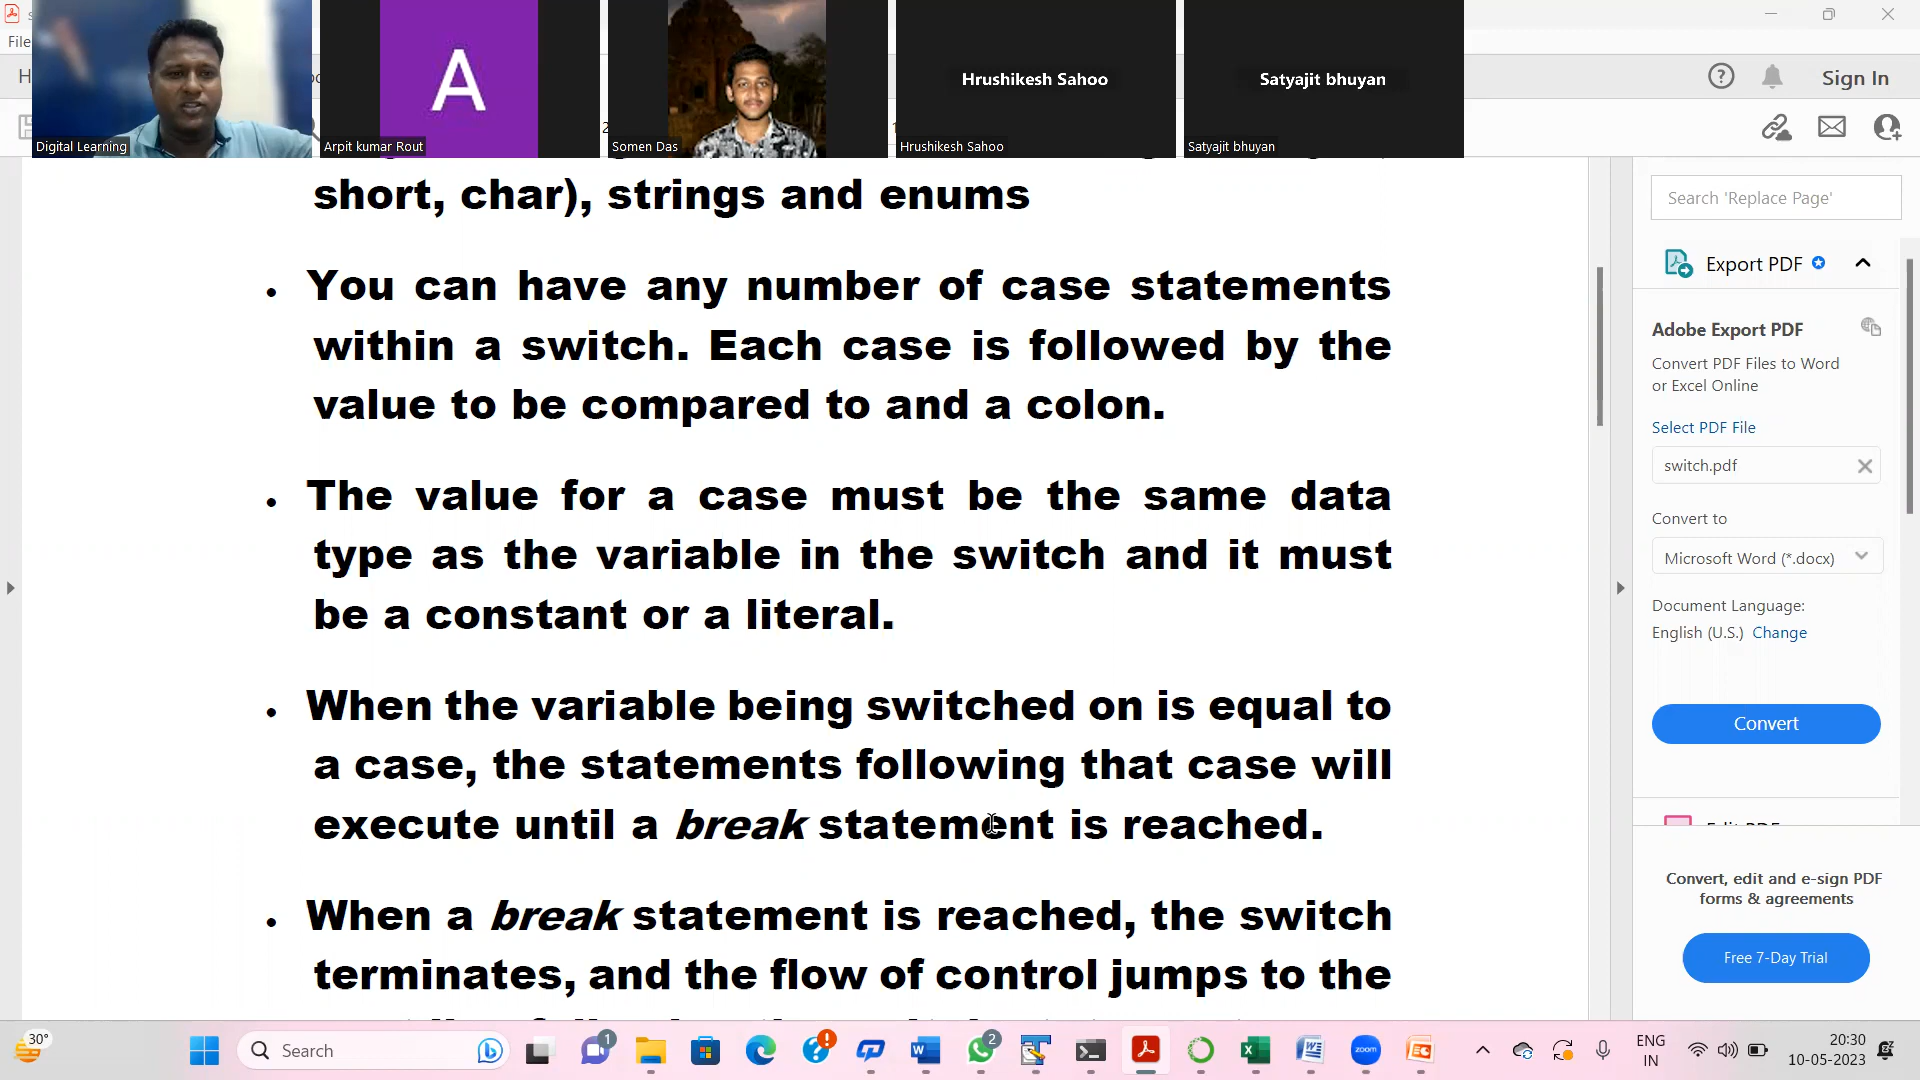 File
Sign In
A
Hrushikesh Sahoo
Satyajit bhuyan
Digital Learning
Arpit kumar Rout
Somen Das
Hrushikesh Sahoo
Satyajit bhuyan
short, char), strings and enums
• You can have any number of case statements
within a switch. Each case is followed by the
value to be compared to and a colon.
• The value for a case must be the same data
type as the variable in the switch and it must
be a constant or a literal.
• When the variable being switched on is equal to
a case, the statements following that case will
execute until a break statement is reached.
• When a break statement is reached, the switch
terminates, and the flow of control jumps to the
Search 'Replace Page'
Export PDF
Adobe Export PDF
Convert PDF Files to Word
or Excel Online
Select PDF File
switch.pdf
Convert to
Microsoft Word (*.docx)
Document Language:
English (U.S.) Change
Convert
Convert, edit and e-sign PDF
forms & agreements
Free 7-Day Trial
30°
Search
1
2
zoom
ENG
IN
20:30
10-05-2023